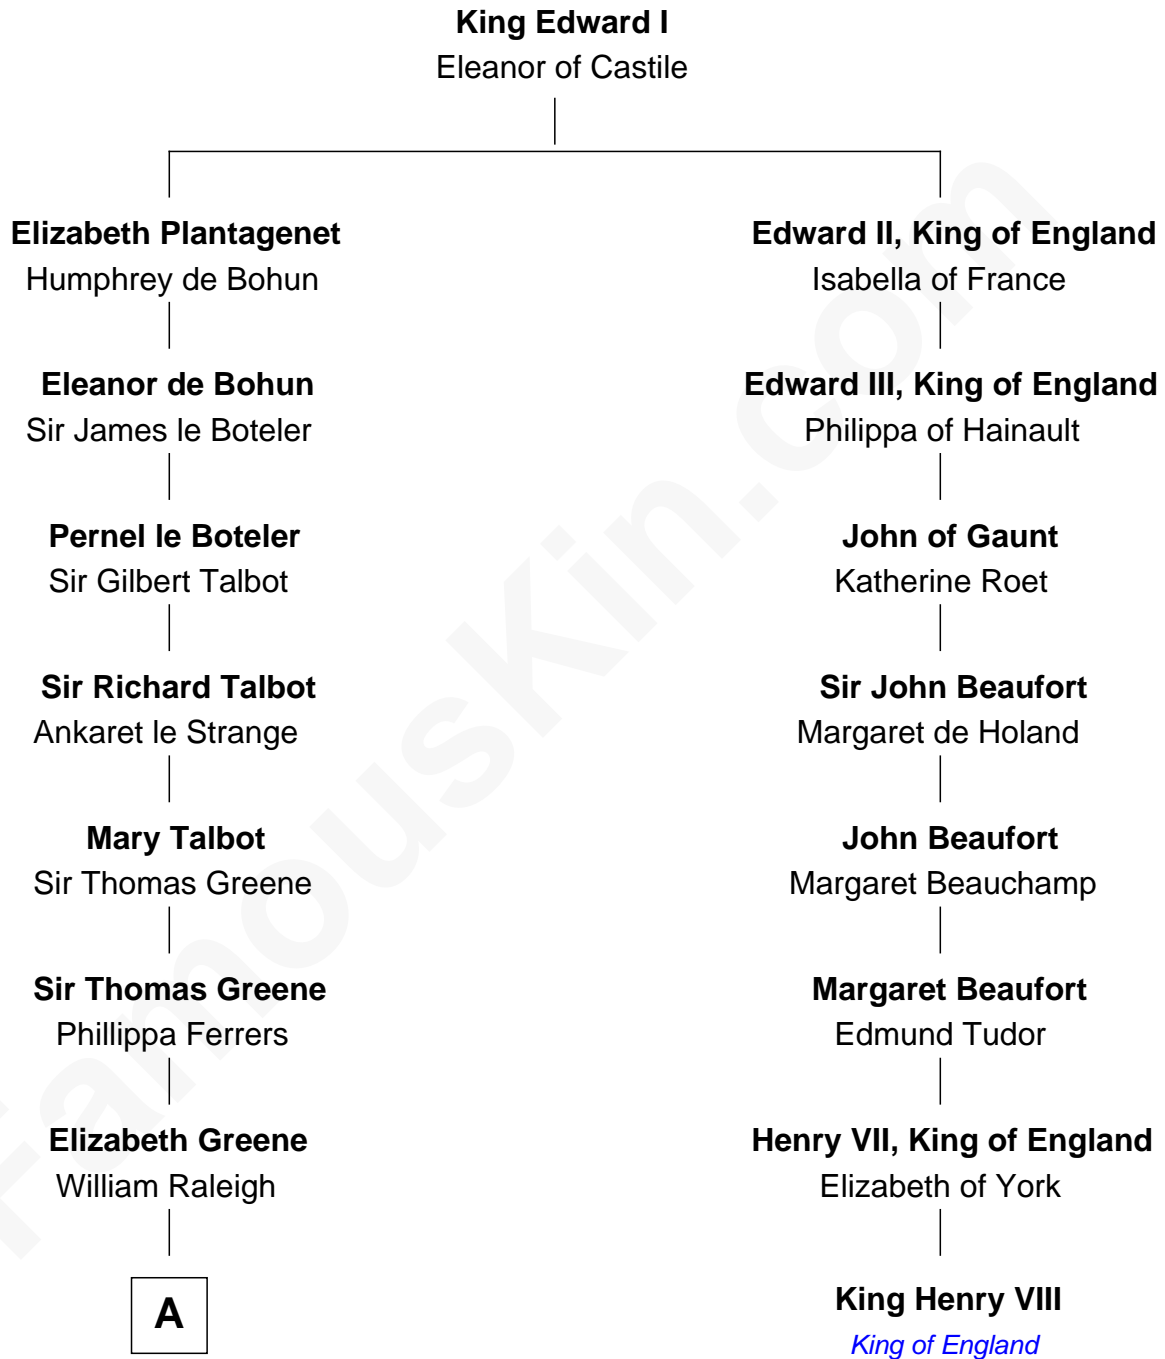 King Edward I
Eleanor of Castile
Elizabeth Plantagenet
Humphrey de Bohun
Eleanor de Bohun
Sir James le Boteler
Pernel le Boteler
Sir Gilbert Talbot
Sir Richard Talbot
Ankaret le Strange
Mary Talbot
Sir Thomas Greene
Sir Thomas Greene
Phillippa Ferrers
Elizabeth Greene
William Raleigh
A
Edward II, King of England
Isabella of France
Edward III, King of England
Philippa of Hainault
John of Gaunt
Katherine Roet
Sir John Beaufort
Margaret de Holand
John Beaufort
Margaret Beauchamp
Margaret Beaufort
Edmund Tudor
Henry VII, King of England
Elizabeth of York
King Henry VIII
King of England
FamousKin.com